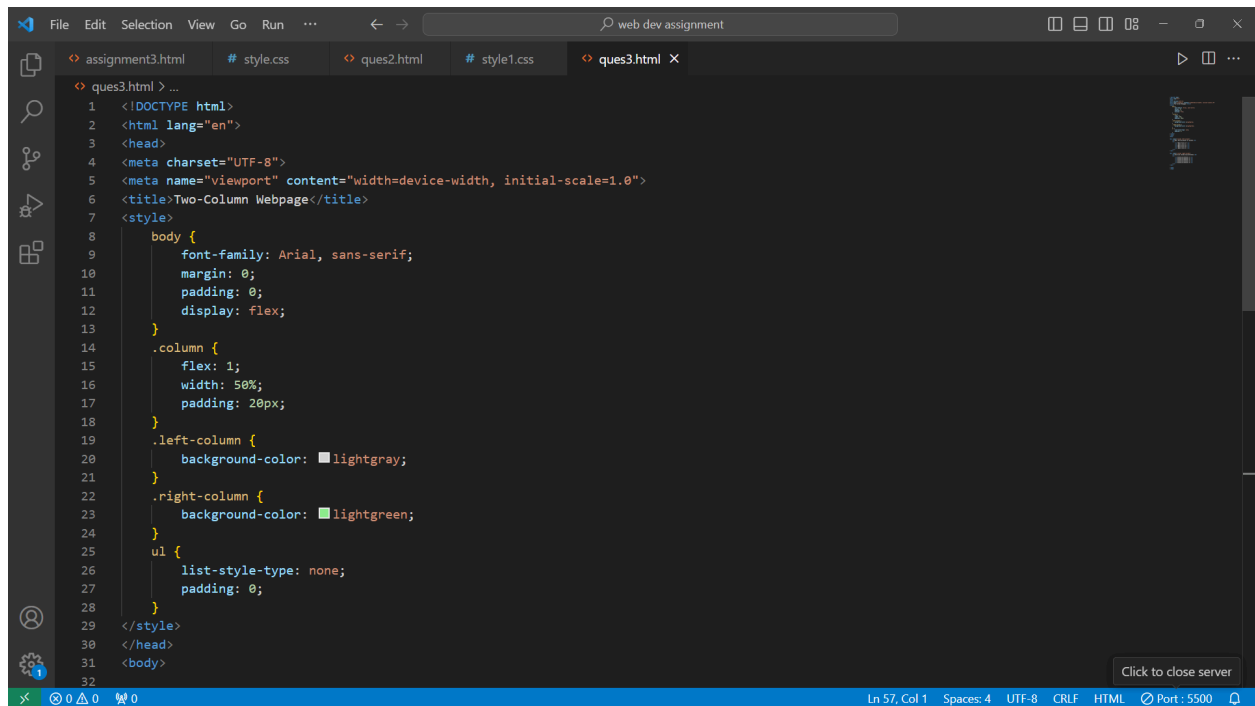 File Edit Selection View Go Run ··· ← → web dev assignment
<> assignment3.html # style.css <> ques2.html # style1.css <> ques3.html ×
<> ques3.html > ...
1 <!DOCTYPE html>
2 <html lang="en">
3 <head>
4 <meta charset="UTF-8">
5 <meta name="viewport" content="width=device-width, initial-scale=1.0">
6 <title>Two-Column Webpage</title>
7 <style>
8 body {
9 font-family: Arial, sans-serif;
10 margin: 0;
11 padding: 0;
12 display: flex;
13 }
14 .column {
15 flex: 1;
16 width: 50%;
17 padding: 20px;
18 }
19 .left-column {
20 background-color: lightgray;
21 }
22 .right-column {
23 background-color: lightgreen;
24 }
25 ul {
26 list-style-type: none;
27 padding: 0;
28 }
29 </style>
30 </head>
31 <body>
32
Click to close server
1
0 0 0 Ln 57, Col 1 Spaces: 4 UTF-8 CRLF HTML Port : 5500